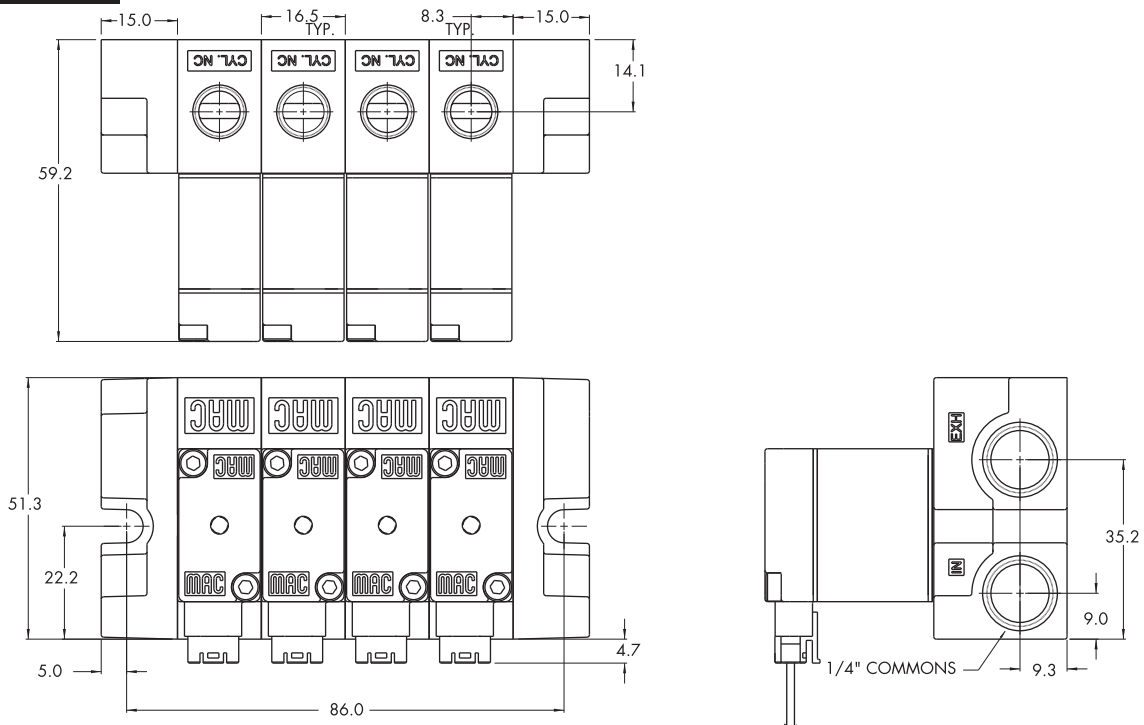 15.0
16.5
TYP.
8.3
TYP.
15.0
CYL. NC
CYL. NC
CYL. NC
CYL. NC
14.1
59.2
MAC
MAC
MAC
MAC
MAC
MAC
MAC
MAC
MAC
MAC
MAC
MAC
51.3
22.2
5.0
86.0
4.7
EXH
IN
35.2
9.0
1/4" COMMONS
9.3